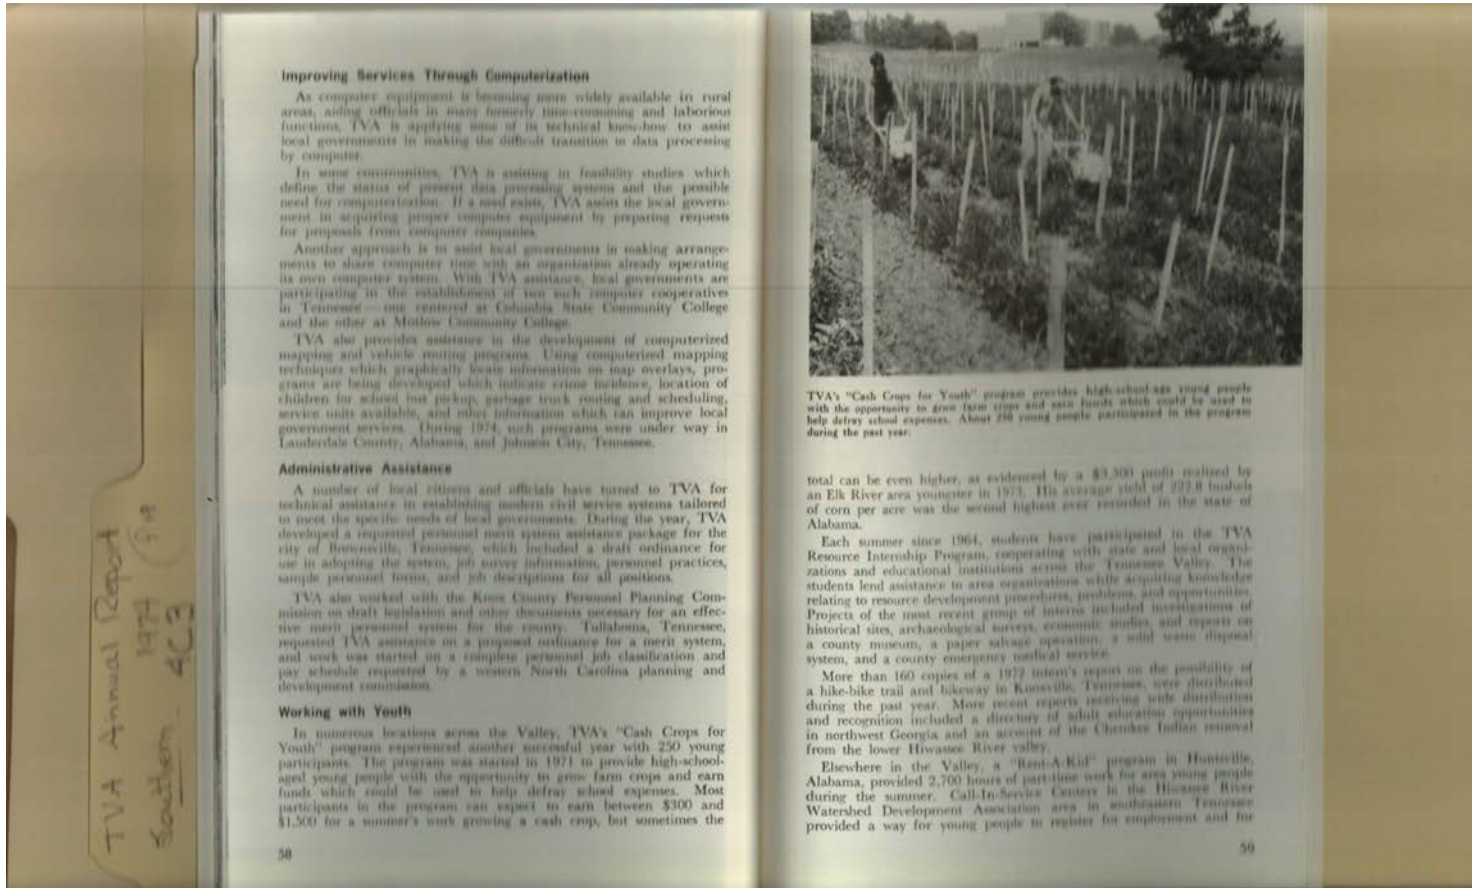 TVA Annual Report
1974
Southern 4C3
Improving Services Through Computerization
As computer equipment is becoming more widely available in rural
areas, aiding officials in many formerly time-consuming and laborious
functions, TVA is applying some of its technical know-how to assist
local governments in making the difficult transition to data processing
by computer.
In some communities, TVA is assisting in feasibility studies which
define the status of present data processing systems and the possible
need for computerization. If a need exists, TVA assists the local govern-
ment in acquiring proper computer equipment by preparing requests
for proposals from computer companies.
Another approach is to assist local governments in making arrange-
ments to share computer time with an organization already operating
its own computer system. With TVA assistance, local governments are
participating in the establishment of two such computer cooperatives
in Tennessee—one centered at Columbia State Community College
and the other at Motlow Community College.
TVA also provides assistance in the development of computerized
mapping and vehicle routing programs. Using computerized mapping
techniques which graphically locate information on map overlays, pro-
grams are being developed which indicate crime incidence, location of
children for school bus pickup, garbage truck routing and scheduling,
service units available, and other information which can improve local
government services. During 1974, such programs were under way in
Lauderdale County, Alabama, and Johnson City, Tennessee.
Administrative Assistance
A number of local citizens and officials have turned to TVA for
technical assistance in establishing modern civil service systems tailored
to meet the specific needs of local governments. During the year, TVA
developed a requested personnel merit system assistance package for the
city of Brownsville, Tennessee, which included a draft ordinance for
use in adopting the system, job survey information, personnel practices,
sample personnel forms, and job descriptions for all positions.
TVA also worked with the Knox County Personnel Planning Com-
mission on draft legislation and other documents necessary for an effec-
tive merit personnel system for the county. Tullahoma, Tennessee,
requested TVA assistance on a proposed ordinance for a merit system,
and work was started on a complete personnel job classification and
pay schedule requested by a western North Carolina planning and
development commission.
Working with Youth
In numerous locations across the Valley, TVA's "Cash Crops for
Youth" program experienced another successful year with 250 young
participants. The program was started in 1971 to provide high-school-
aged young people with the opportunity to grow farm crops and earn
funds which could be used to help defray school expenses. Most
participants in the program can expect to earn between $300 and
$1,500 for a summer's work growing a cash crop, but sometimes the
58
TVA's "Cash Crops for Youth" program provides high-school-age young people
with the opportunity to grow farm crops and earn funds which could be used to
help defray school expenses. About 250 young people participated in the program
during the past year.
total can be even higher, as evidenced by a $3,300 profit realized by
an Elk River area youngster in 1973. His average yield of 222.8 bushels
of corn per acre was the second highest ever recorded in the state of
Alabama.
Each summer since 1964, students have participated in the TVA
Resource Internship Program, cooperating with state and local organi-
zations and educational institutions across the Tennessee Valley. The
students lend assistance to area organizations while acquiring knowledge
relating to resource development procedures, problems, and opportunities.
Projects of the most recent group of interns included investigations of
historical sites, archaeological surveys, economic studies, and reports on
a county museum, a paper salvage operation, a solid waste disposal
system, and a county emergency medical service.
More than 160 copies of a 1972 intern's report on the possibility of
a hike-bike trail and bikeway in Knoxville, Tennessee, were distributed
during the past year. More recent reports receiving wide distribution
and recognition included a directory of adult education opportunities
in northwest Georgia and an account of the Cherokee Indian removal
from the lower Hiwassee River valley.
Elsewhere in the Valley, a "Rent-A-Kid" program in Huntsville,
Alabama, provided 2,700 hours of part-time work for area young people
during the summer. Call-In-Service Centers in the Hiwassee River
Watershed Development Association area in southeastern Tennessee
provided a way for young people to register for employment and for
59